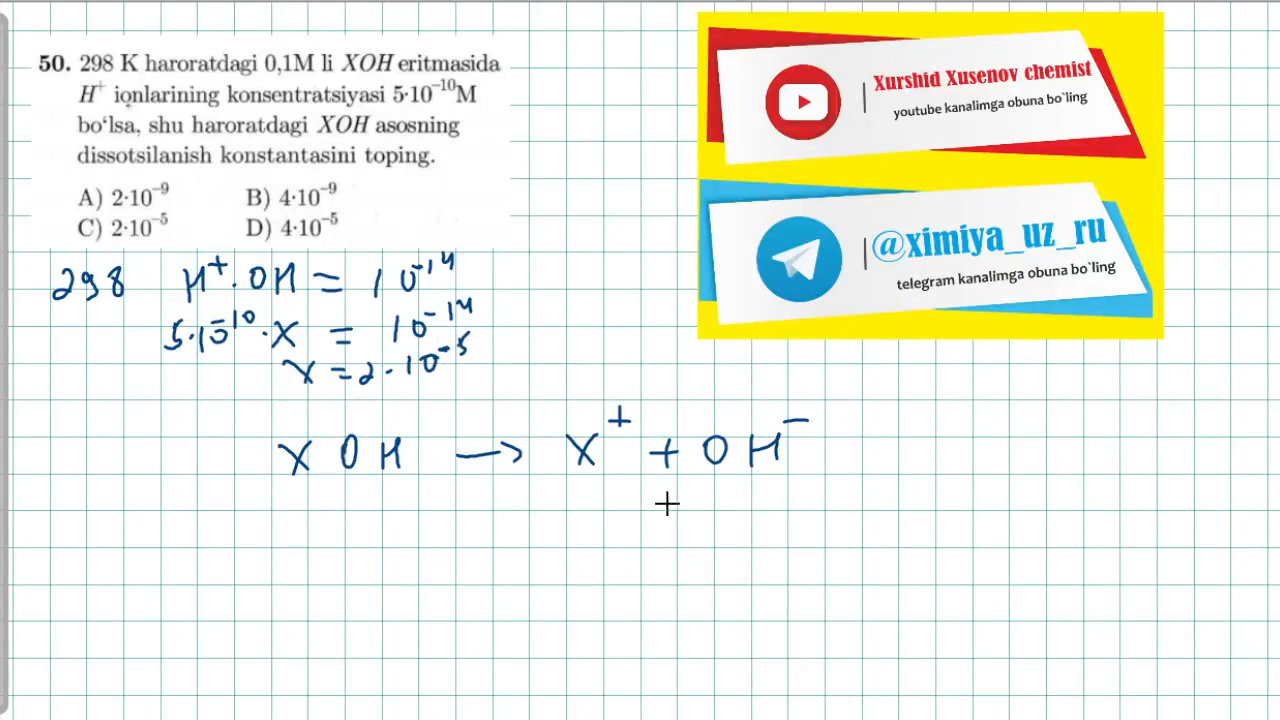 50. 298 K haroratdagi 0,1M li XOH eritmasida
H⁺ ionlarining konsentratsiyasi 5·10⁻¹⁰M
bo‘lsa, shu haroratdagi XOH asosning
dissotsilanish konstantasini toping.
A) 2·10⁻⁹ B) 4·10⁻⁹
C) 2·10⁻⁵ D) 4·10⁻⁵
298 H⁺·OH = 10⁻¹⁴
5·10⁻¹⁰·x = 10⁻¹⁴
x = 2·10⁻⁵
XOH → X⁺ + OH⁻
Xurshid Xusenov chemist
youtube kanalimga obuna bo`ling
@ximiya_uz_ru
telegram kanalimga obuna bo`ling